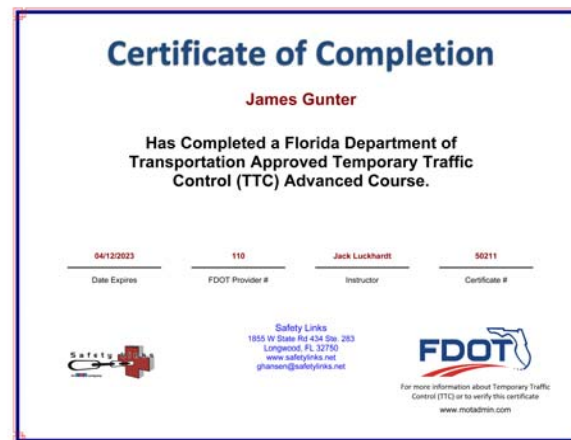 Certificate of Completion
James Gunter
Has Completed a Florida Department of
Transportation Approved Temporary Traffic
Control (TTC) Advanced Course.
04/12/2023
110
Jack Luckhardt
50211
Date Expires
FDOT Provider #
Instructor
Certificate #
Safety Links
1855 W State Rd 434 Ste. 283
Longwood, FL 32750
www.safetylinks.net
ghansen@safetylinks.net
Safety
FDOT
For more information about Temporary Traffic
Control (TTC) or to verify this certificate
www.motadmin.com